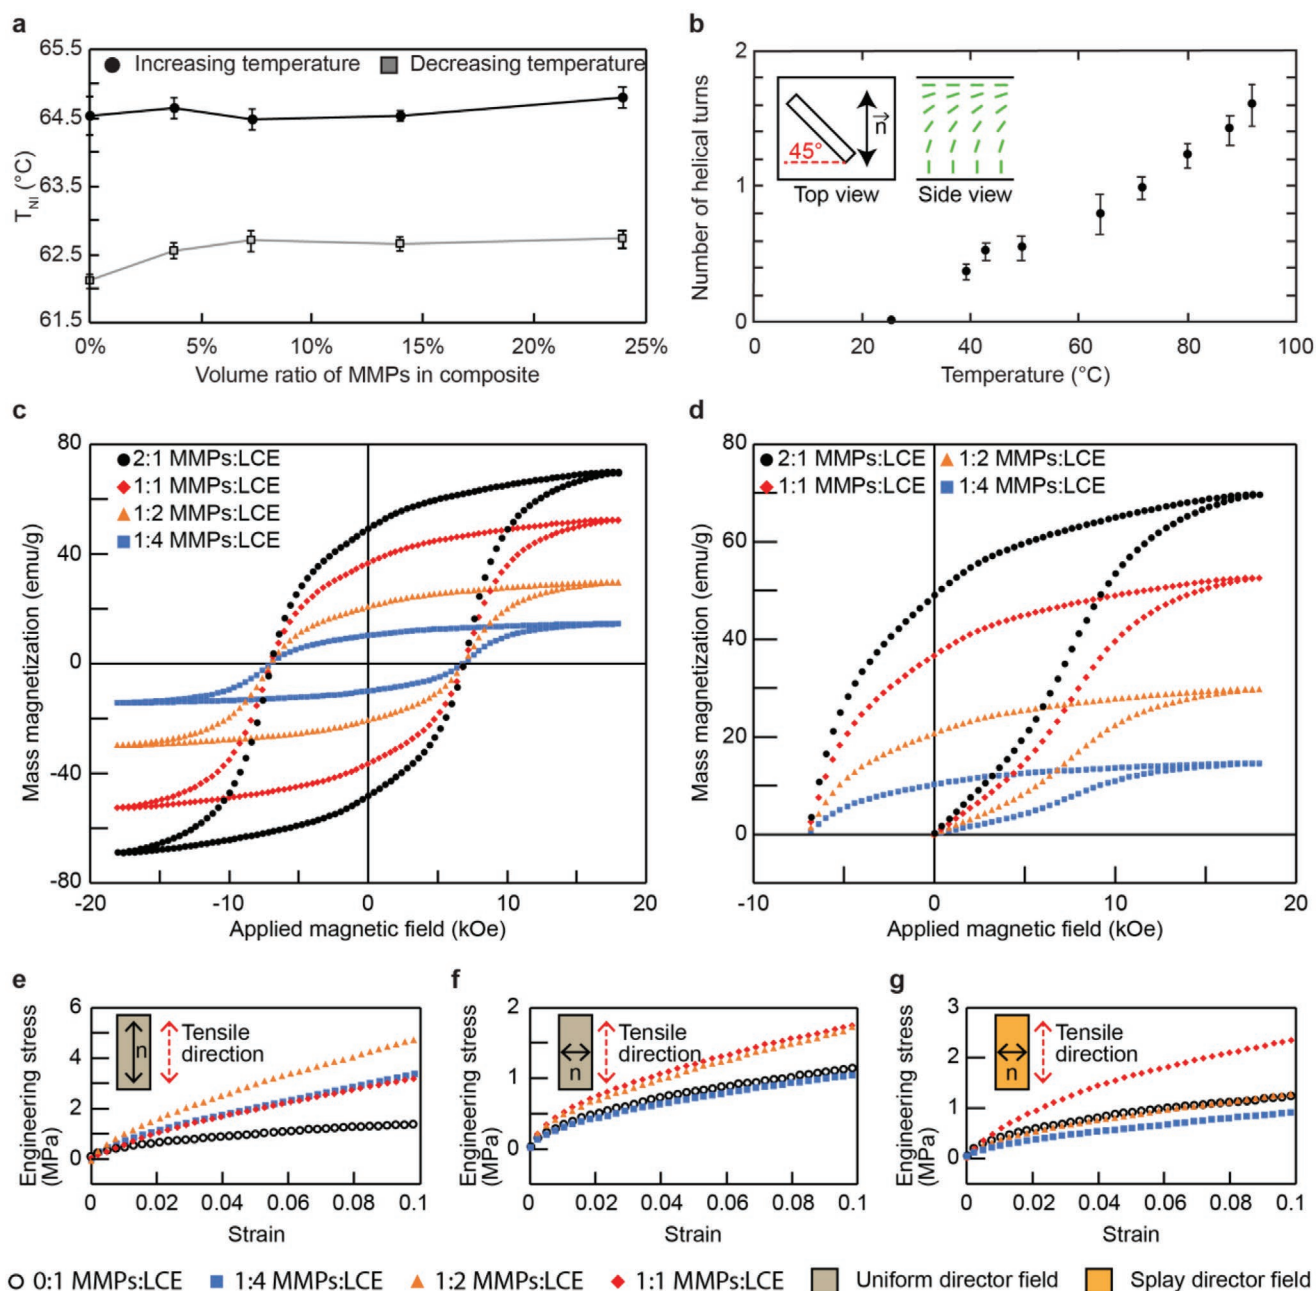 a
65.5
64.5
63.5
62.5
61.5
T_NI (°C)
Increasing temperature
Decreasing temperature
0% 5% 10% 15% 20% 25%
Volume ratio of MMPs in composite
b
2
1
0
Number of helical turns
45°
n
Top view
Side view
0 20 40 60 80 100
Temperature (°C)
c
80
40
0
-40
-80
Mass magnetization (emu/g)
2:1 MMPs:LCE
1:1 MMPs:LCE
1:2 MMPs:LCE
1:4 MMPs:LCE
-20 -10 0 10 20
Applied magnetic field (kOe)
d
80
60
40
20
0
Mass magnetization (emu/g)
2:1 MMPs:LCE 1:2 MMPs:LCE
1:1 MMPs:LCE 1:4 MMPs:LCE
-10 0 10 20
Applied magnetic field (kOe)
e
6
4
2
0
Engineering stress
(MPa)
n
Tensile
direction
0 0.02 0.04 0.06 0.08 0.1
Strain
f
2
1
0
Engineering stress
(MPa)
n
Tensile
direction
0 0.02 0.04 0.06 0.08 0.1
Strain
g
3
2
1
0
Engineering stress
(MPa)
n
Tensile
direction
0 0.02 0.04 0.06 0.08 0.1
Strain
0:1 MMPs:LCE 1:4 MMPs:LCE 1:2 MMPs:LCE 1:1 MMPs:LCE Uniform director field Splay director field